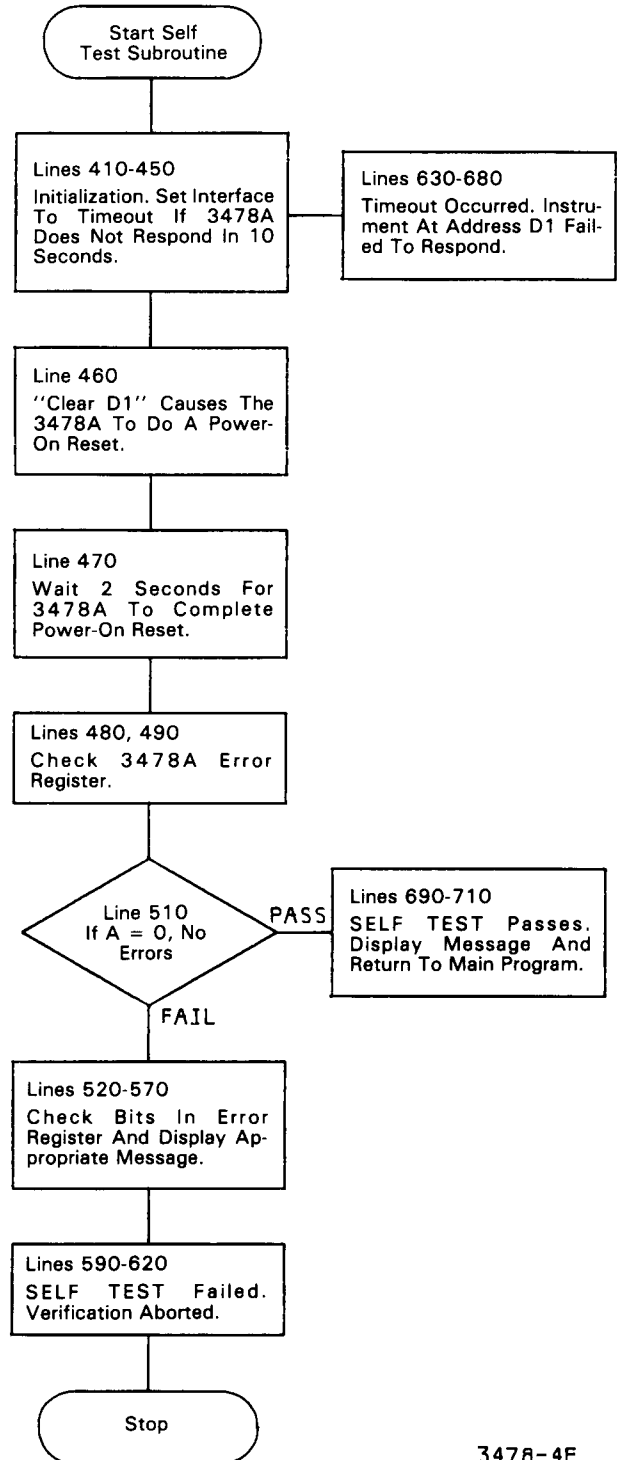 Start Self
Test Subroutine
Lines 410-450
Initialization. Set Interface
To Timeout If 3478A
Does Not Respond In 10
Seconds.
Lines 630-680
Timeout Occurred. Instru-
ment At Address D1 Fail-
ed To Respond.
Line 460
"Clear D1" Causes The
3478A To Do A Power-
On Reset.
Line 470
Wait 2 Seconds For
3478A To Complete
Power-On Reset.
Lines 480, 490
Check 3478A Error
Register.
Line 510
If A = 0, No
Errors
PASS
Lines 690-710
SELF TEST Passes.
Display Message And
Return To Main Program.
FAIL
Lines 520-570
Check Bits In Error
Register And Display Ap-
propriate Message.
Lines 590-620
SELF TEST Failed.
Verification Aborted.
Stop